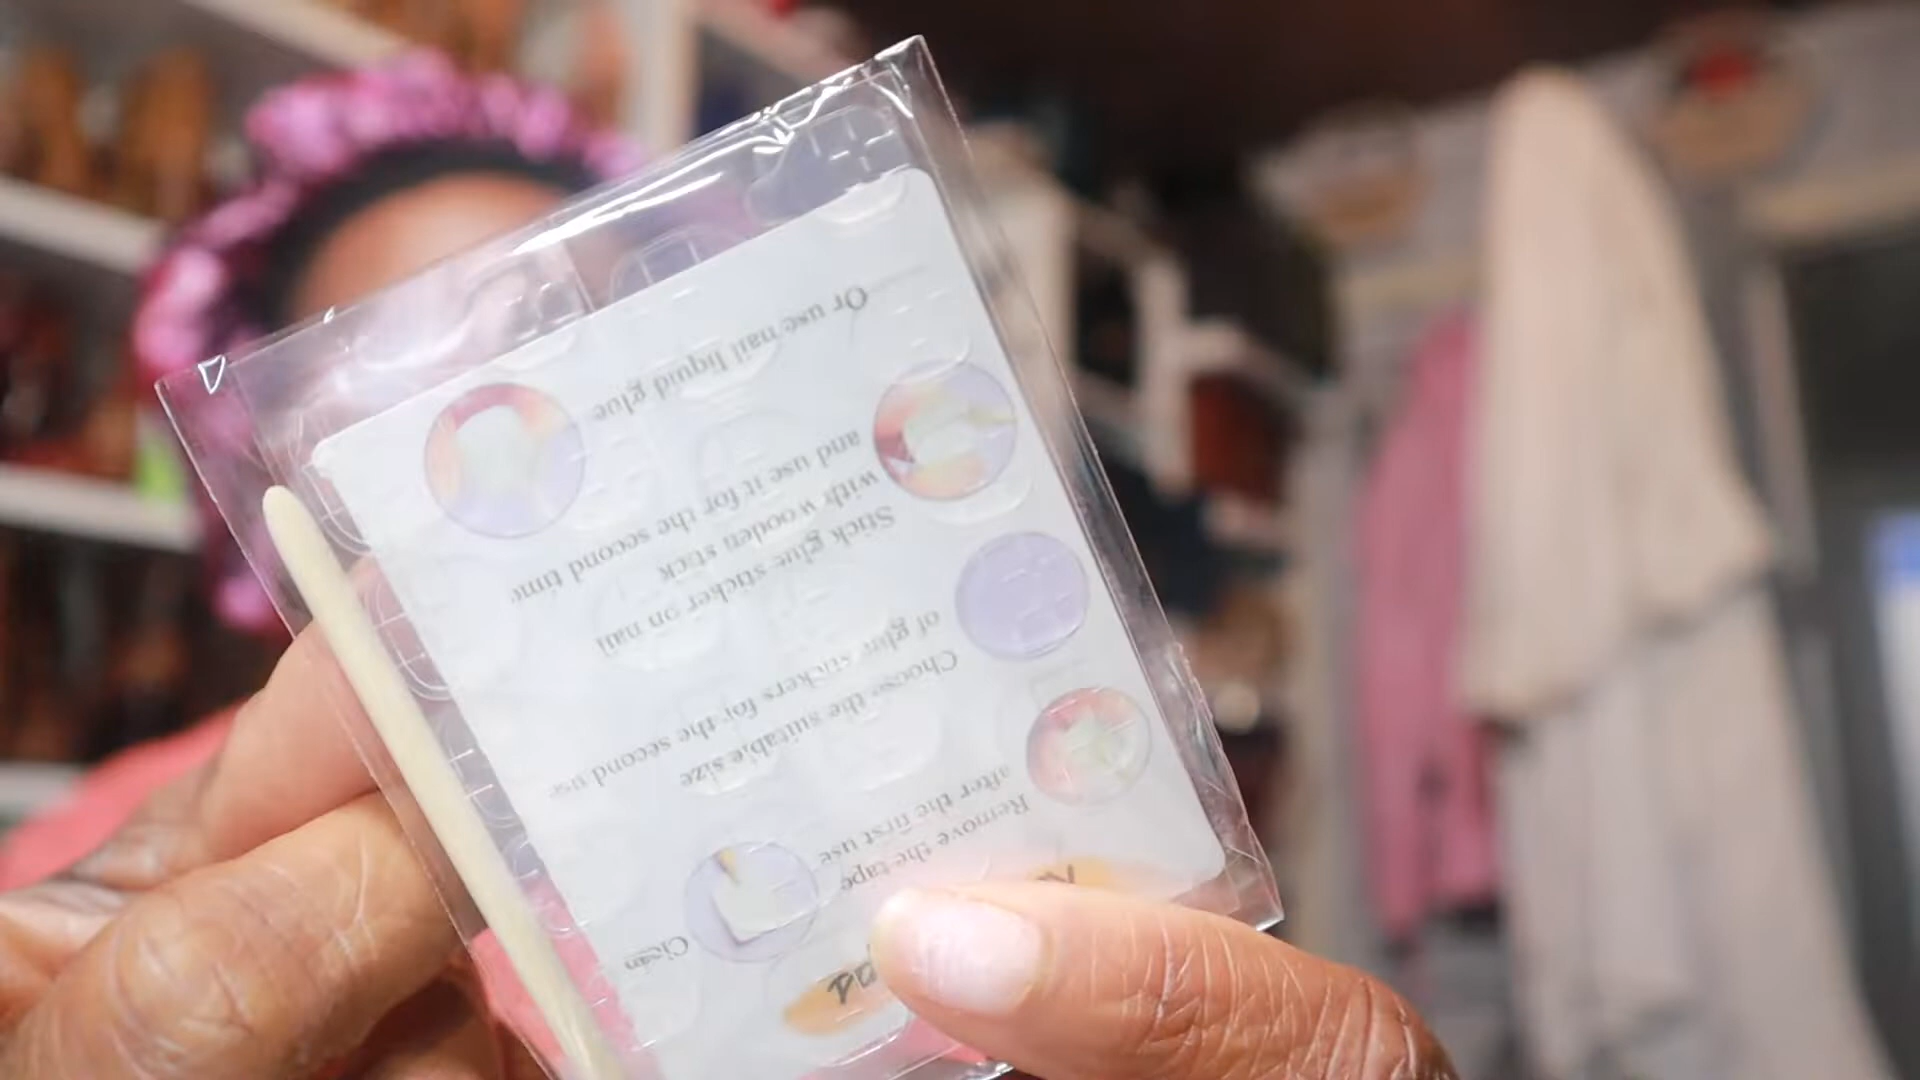 Clean
Remove the tape
after the first use
Choose the suitable size
of glue stickers for the second use
Stick glue sticker on nail
with wooden stick
and use it for the second time
Or use nail liquid glue